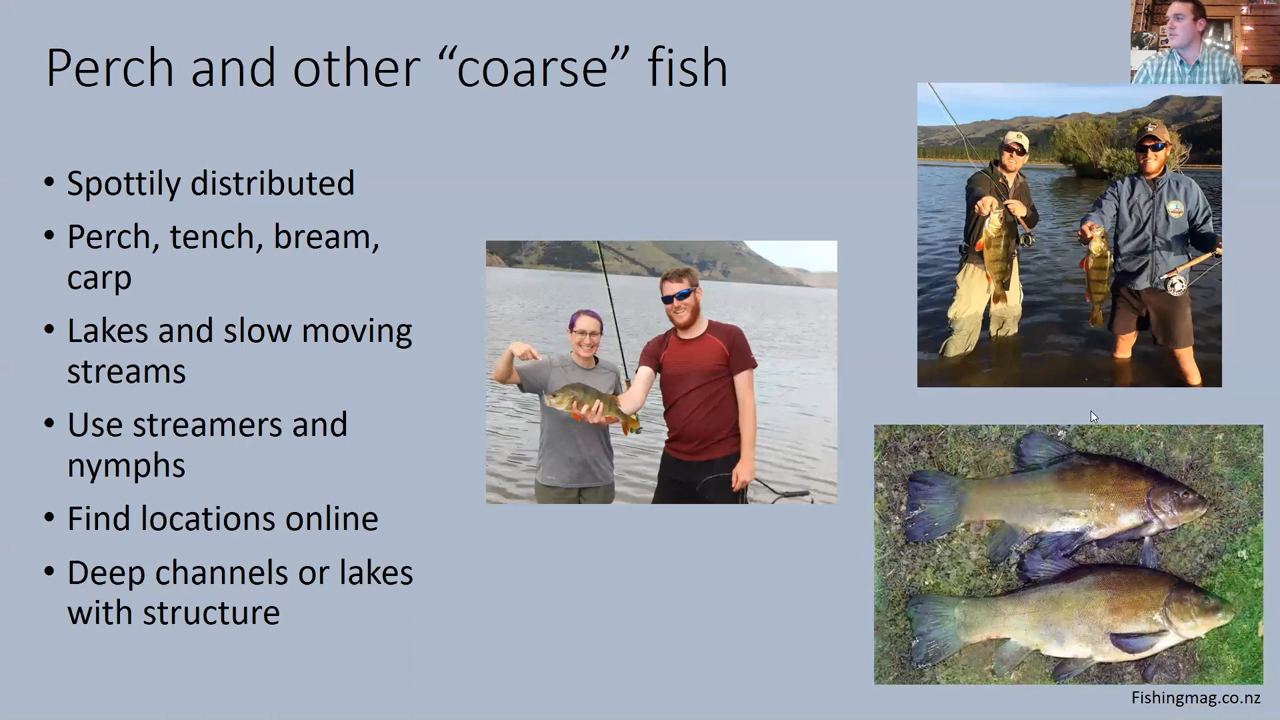 Perch and other “coarse” fish
• Spottily distributed
• Perch, tench, bream,
carp
• Lakes and slow moving
streams
• Use streamers and
nymphs
• Find locations online
• Deep channels or lakes
with structure
Fishingmag.co.nz